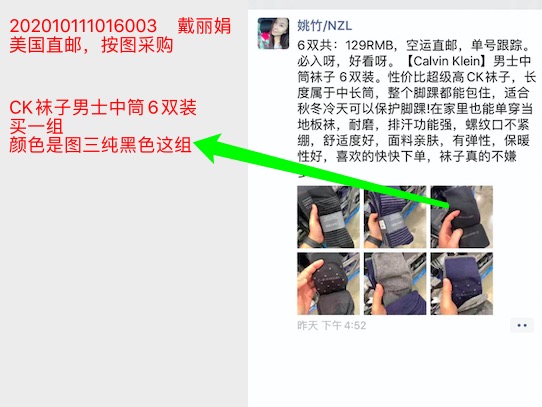 202010111016003 戴丽娟
美国直邮，按图采购
CK袜子男士中筒6双装
买一组
颜色是图三纯黑色这组
姚竹/NZL
6双共：129RMB，空运直邮，单号跟踪。
必入呀，好看呀。【Calvin Klein】男士中
筒袜子 6双装。性价比超级高CK袜子，长
度属于中长筒，整个脚踝都能包住，适合
秋冬冷天可以保护脚踝!在家里也能单穿当
地板袜，耐磨，排汗功能强，螺纹口不紧
绷，舒适度好，面料亲肤，有弹性，保暖
性好，喜欢的快快下单，袜子真的不嫌
昨天 下午4:52